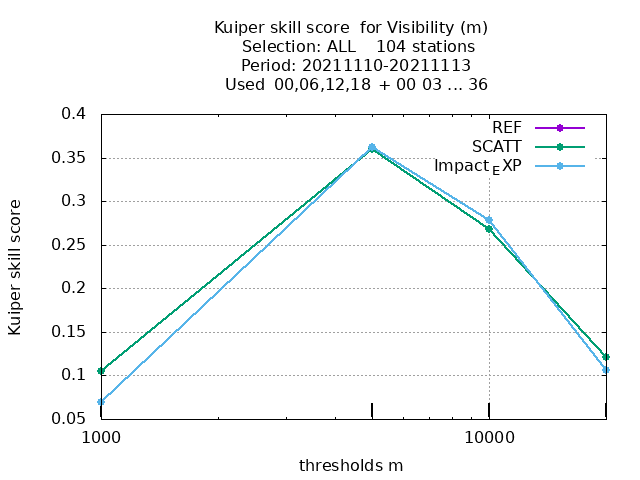 Kuiper skill score  for Visibility (m)
Selection: ALL    104 stations
Period: 20211110-20211113
Used  00,06,12,18  + 00 03 ... 36
0.4
0.35
0.3
0.25
0.2
0.15
0.1
0.05
Kuiper skill score
REF
SCATT
Impact_EXP
1000
10000
thresholds m